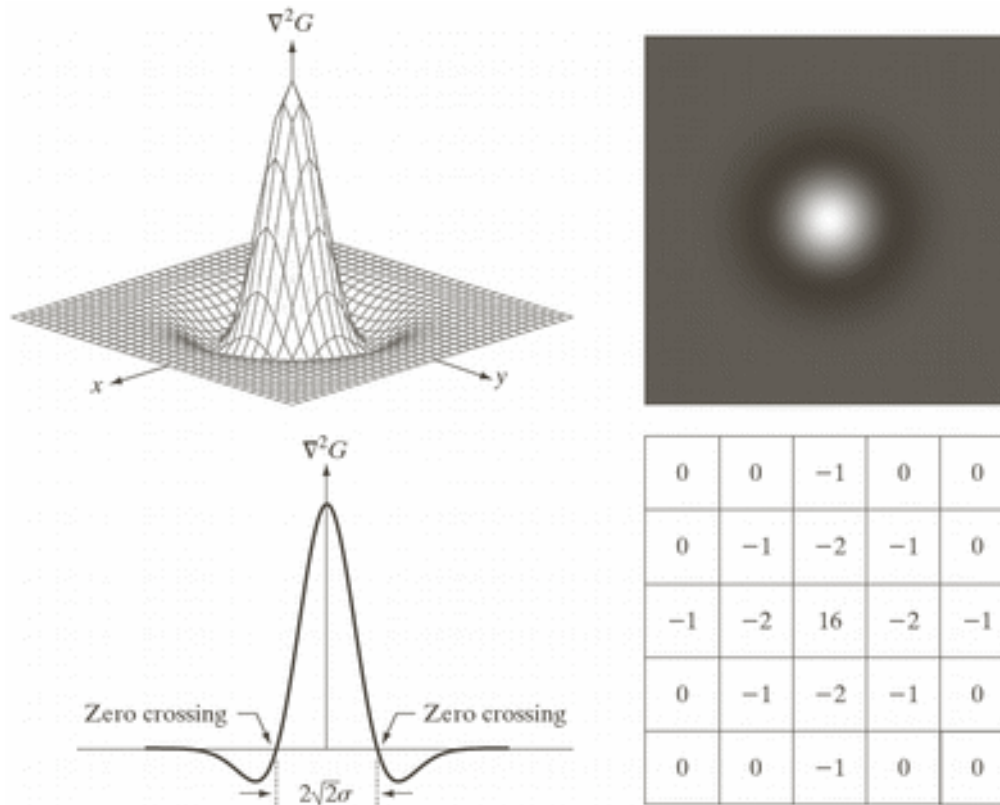 ∇²G
x
y
∇²G
Zero crossing
Zero crossing
2√2σ
0 0 −1 0 0
0 −1 −2 −1 0
−1 −2 16 −2 −1
0 −1 −2 −1 0
0 0 −1 0 0